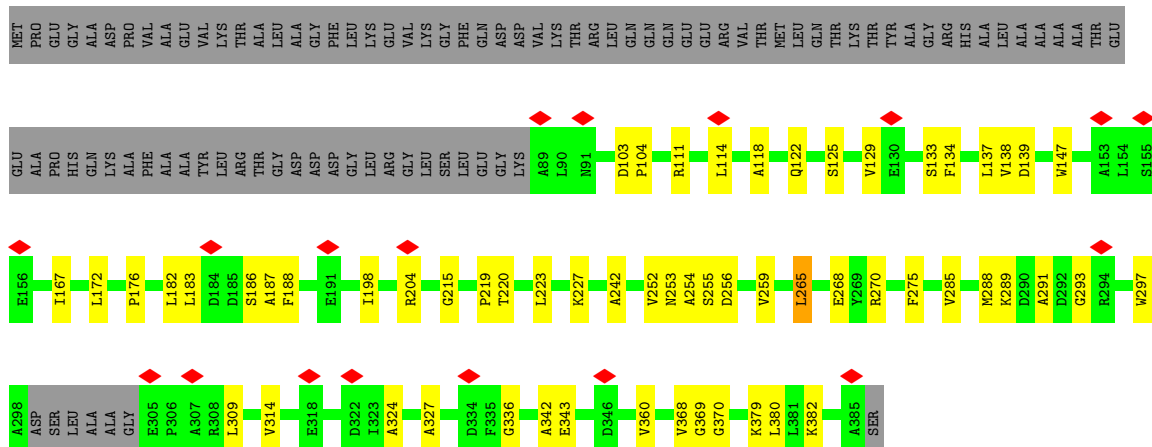 MET PRO GLU GLY ALA ASP PRO VAL ALA GLU VAL LYS THR ALA LEU ALA GLY PHE LEU LYS GLU VAL LYS GLY PHE GLN ASP ASP VAL LYS THR ARG LEU GLN GLN GLN GLU GLU ARG VAL THR MET LEU GLN THR LYS THR TYR ALA GLY ARG HIS ALA LEU ALA ALA ALA ALA THR GLU
GLU ALA PRO HIS GLN LYS ALA PHE ALA ALA TYR LEU ARG THR GLY ASP ASP ASP GLY LEU ARG GLY LEU SER LEU GLU GLY LYS A89 L90 N91 D103 P104 R111 L114 A118 Q122 S125 V129 E130 S133 F134 L137 V138 D139 W147 A153 L154 S155
E156 I167 L172 P176 L182 L183 D184 D185 S186 A187 F188 E191 I198 R204 G215 P219 T220 L223 K227 A242 V252 N253 A254 S255 D256 V259 L265 E268 Y269 R270 F275 V285 M288 K289 D290 A291 D292 G293 R294 W297
A298 ASP SER LEU ALA ALA GLY E305 P306 A307 R308 L309 V314 E318 D322 I323 A324 A327 D334 F335 G336 A342 E343 D346 V360 V368 G369 G370 K379 L380 L381 K382 A385 SER